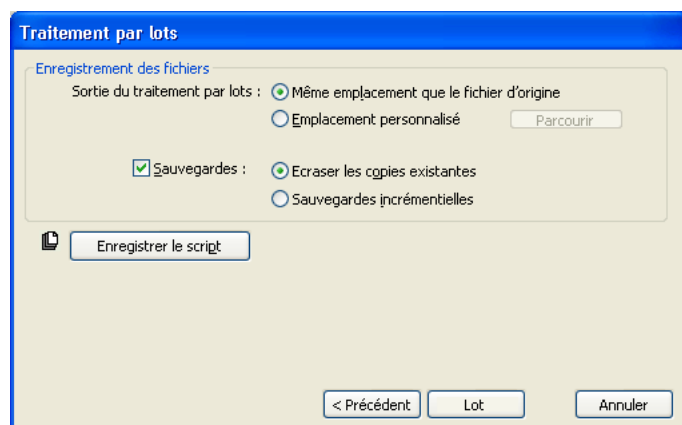 Traitement par lots
Enregistrement des fichiers
Sortie du traitement par lots : Même emplacement que le fichier d'origine
Emplacement personnalisé Parcourir
Sauvegardes : Ecraser les copies existantes
Sauvegardes incrémentielles
Enregistrer le script
< Précédent Lot Annuler